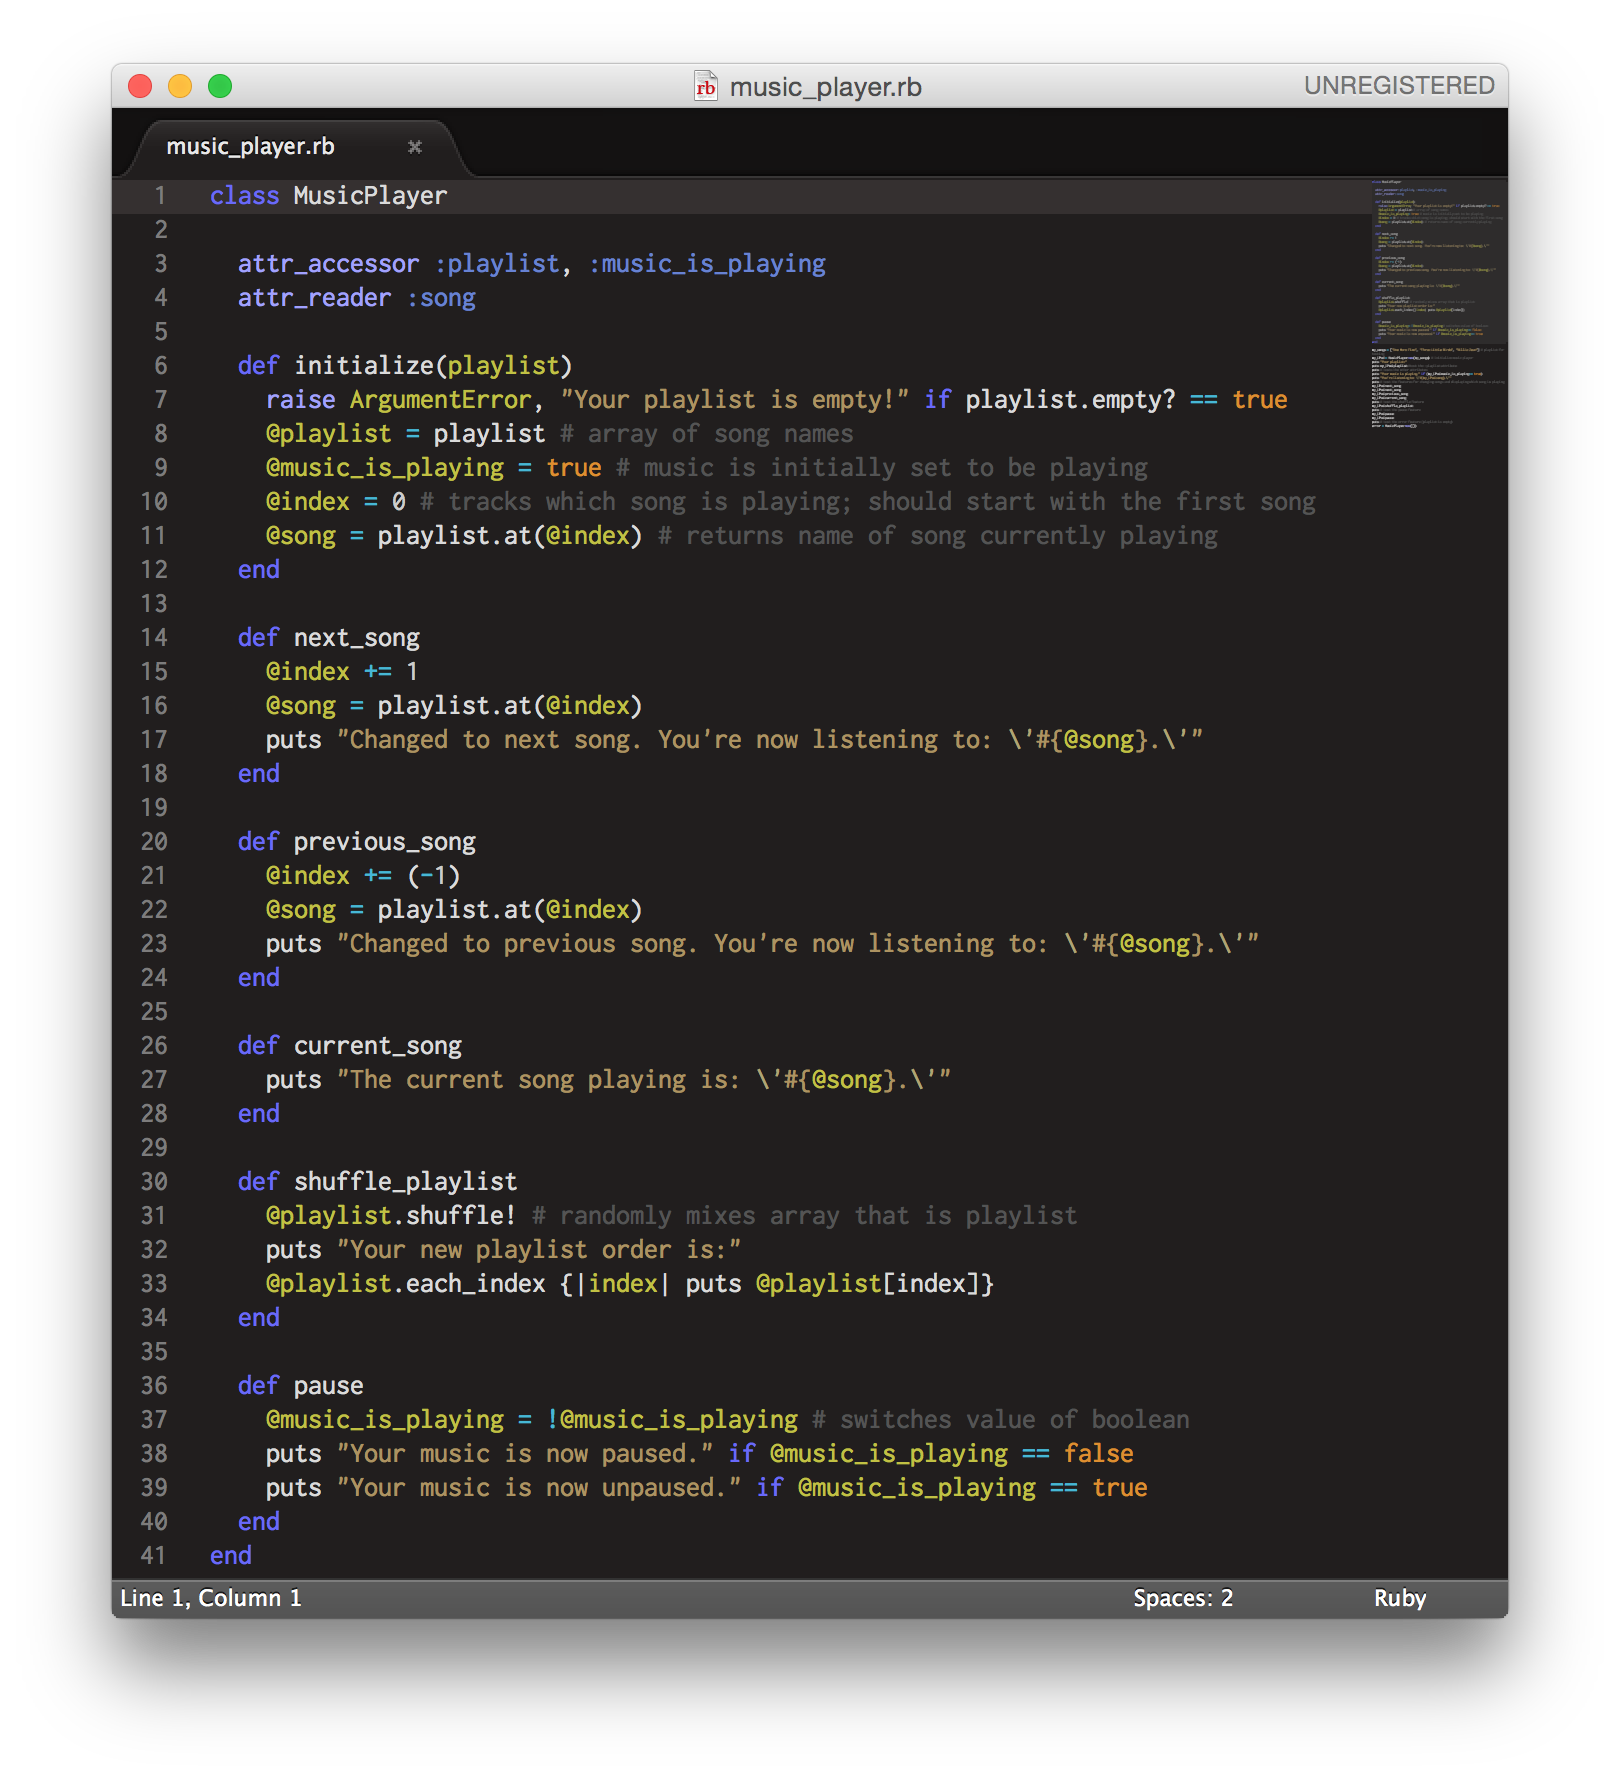 rb music_player.rb UNREGISTERED
music_player.rb ×
1 class MusicPlayer
2
3   attr_accessor :playlist, :music_is_playing
4   attr_reader :song
5
6   def initialize(playlist)
7     raise ArgumentError, "Your playlist is empty!" if playlist.empty? == true
8     @playlist = playlist # array of song names
9     @music_is_playing = true # music is initially set to be playing
10     @index = 0 # tracks which song is playing; should start with the first song
11     @song = playlist.at(@index) # returns name of song currently playing
12   end
13
14   def next_song
15     @index += 1
16     @song = playlist.at(@index)
17     puts "Changed to next song. You're now listening to: \'#{@song}.\'"
18   end
19
20   def previous_song
21     @index += (-1)
22     @song = playlist.at(@index)
23     puts "Changed to previous song. You're now listening to: \'#{@song}.\'"
24   end
25
26   def current_song
27     puts "The current song playing is: \'#{@song}.\'"
28   end
29
30   def shuffle_playlist
31     @playlist.shuffle! # randomly mixes array that is playlist
32     puts "Your new playlist order is:"
33     @playlist.each_index {|index| puts @playlist[index]}
34   end
35
36   def pause
37     @music_is_playing = !@music_is_playing # switches value of boolean
38     puts "Your music is now paused." if @music_is_playing == false
39     puts "Your music is now unpaused." if @music_is_playing == true
40   end
41 end
Line 1, Column 1 Spaces: 2 Ruby